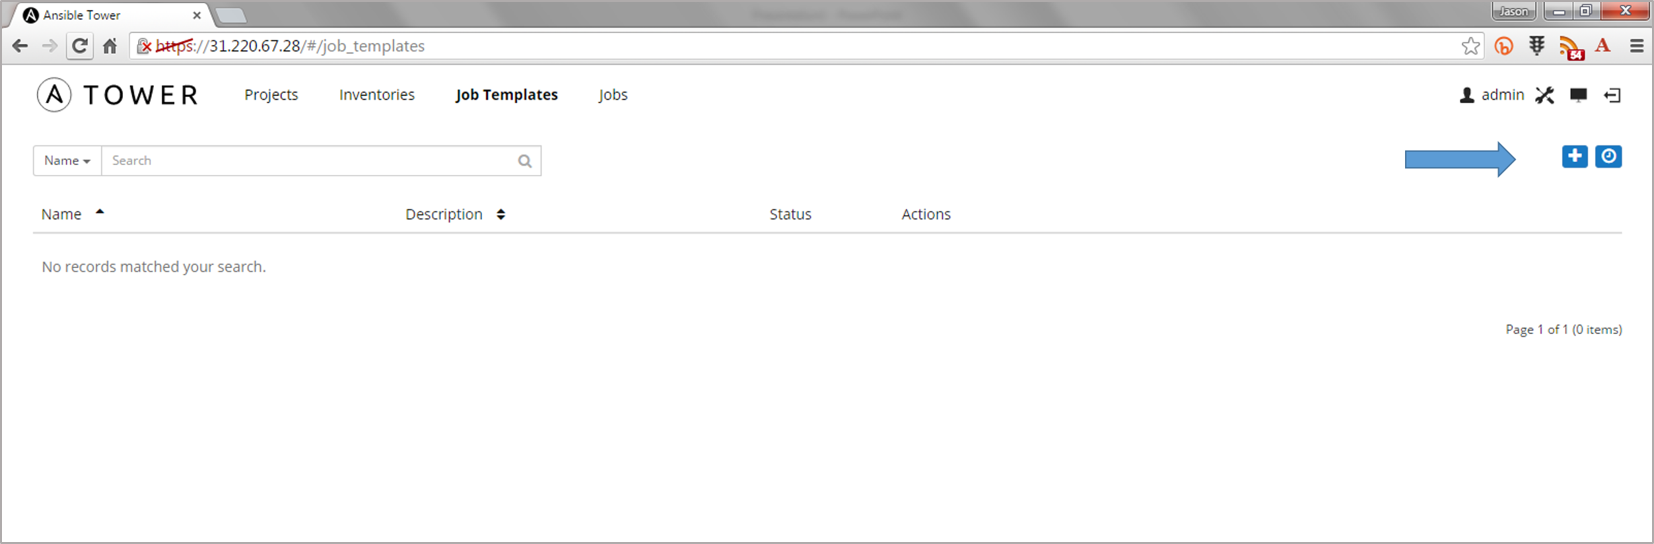 Ansible Tower
Jason
https://31.220.67.28/#/job_templates
54
A
TOWER Projects Inventories Job Templates Jobs admin
Name Search
Name Description Status Actions
No records matched your search.
Page 1 of 1 (0 items)